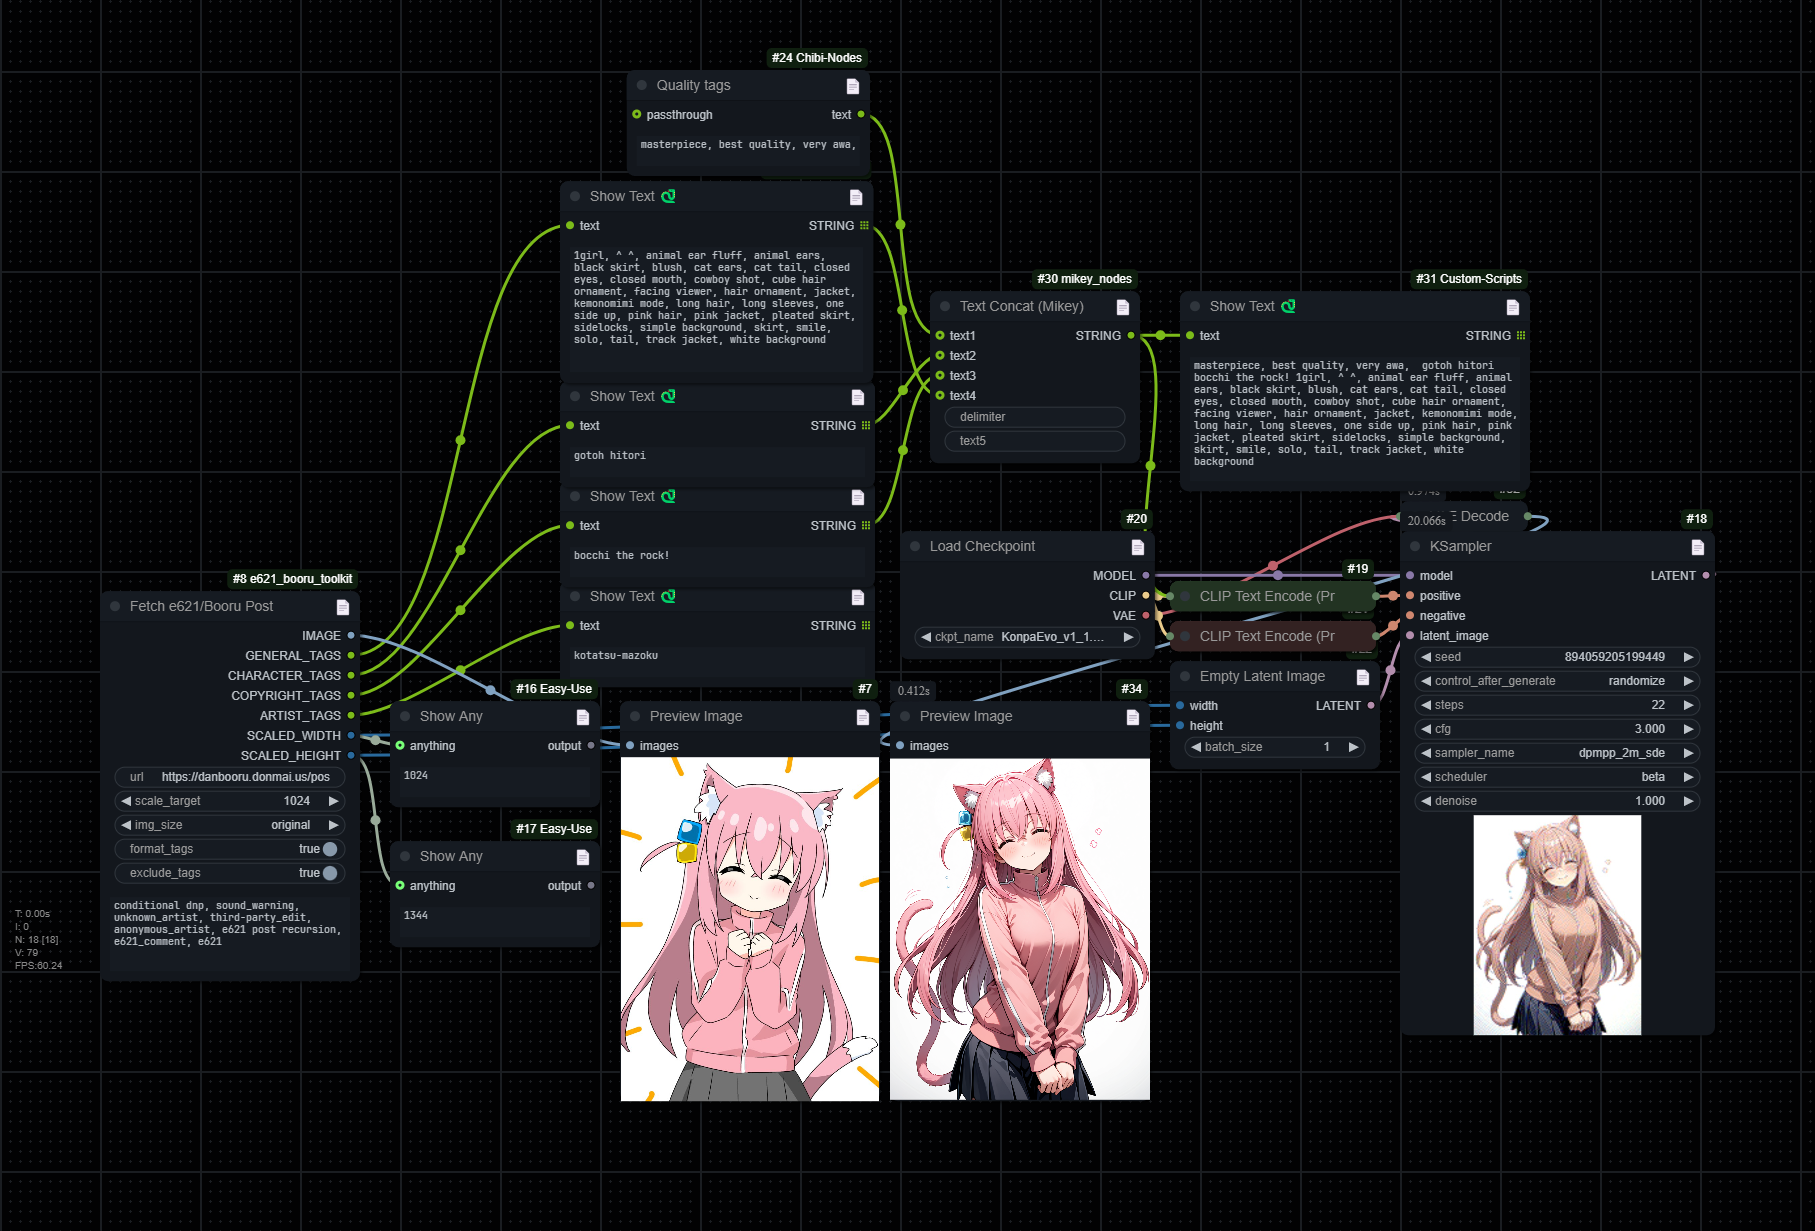 #24 Chibi-Nodes
Quality tags
passthrough text
masterpiece, best quality, very awa,
Show Text
text STRING
1girl, ^ ^, animal ear fluff, animal ears,
black skirt, blush, cat ears, cat tail, closed
eyes, closed mouth, cowboy shot, cube hair
ornament, facing viewer, hair ornament, jacket,
kemonomimi mode, long hair, long sleeves, one
side up, pink hair, pink jacket, pleated skirt,
sidelocks, simple background, skirt, smile,
solo, tail, track jacket, white background
Show Text
text STRING
gotoh hitori
Show Text
text STRING
bocchi the rock!
Show Text
text STRING
kotatsu-mazoku
#30 mikey_nodes
Text Concat (Mikey)
text1 STRING
text2
text3
text4
delimiter
text5
#31 Custom-Scripts
Show Text
text STRING
masterpiece, best quality, very awa,  gotoh hitori
bocchi the rock! 1girl, ^ ^, animal ear fluff, animal
ears, black skirt, blush, cat ears, cat tail, closed
eyes, closed mouth, cowboy shot, cube hair ornament,
facing viewer, hair ornament, jacket, kemonomimi mode,
long hair, long sleeves, one side up, pink hair, pink
jacket, pleated skirt, sidelocks, simple background,
skirt, smile, solo, tail, track jacket, white
background
#8 e621_booru_toolkit
Fetch e621/Booru Post
IMAGE
GENERAL_TAGS
CHARACTER_TAGS
COPYRIGHT_TAGS
ARTIST_TAGS
SCALED_WIDTH
SCALED_HEIGHT
url https://danbooru.donmai.us/pos
scale_target 1024
img_size original
format_tags true
exclude_tags true
conditional dnp, sound_warning,
unknown_artist, third-party_edit,
anonymous_artist, e621 post recursion,
e621_comment, e621
T: 0.00s
I: 0
N: 18 [18]
V: 79
FPS:60.24
#16 Easy-Use
Show Any
anything output
1024
#17 Easy-Use
Show Any
anything output
1344
#7
Preview Image
images
0.412s
#34
Preview Image
images
#20
Load Checkpoint
MODEL
CLIP
VAE
ckpt_name KonpaEvo_v1_1....
#19
CLIP Text Encode (Pr
CLIP Text Encode (Pr
Empty Latent Image
width LATENT
height
batch_size 1
20.066s
Decode
#18
KSampler
model LATENT
positive
negative
latent_image
seed 894059205199449
control_after_generate randomize
steps 22
cfg 3.000
sampler_name dpmpp_2m_sde
scheduler beta
denoise 1.000